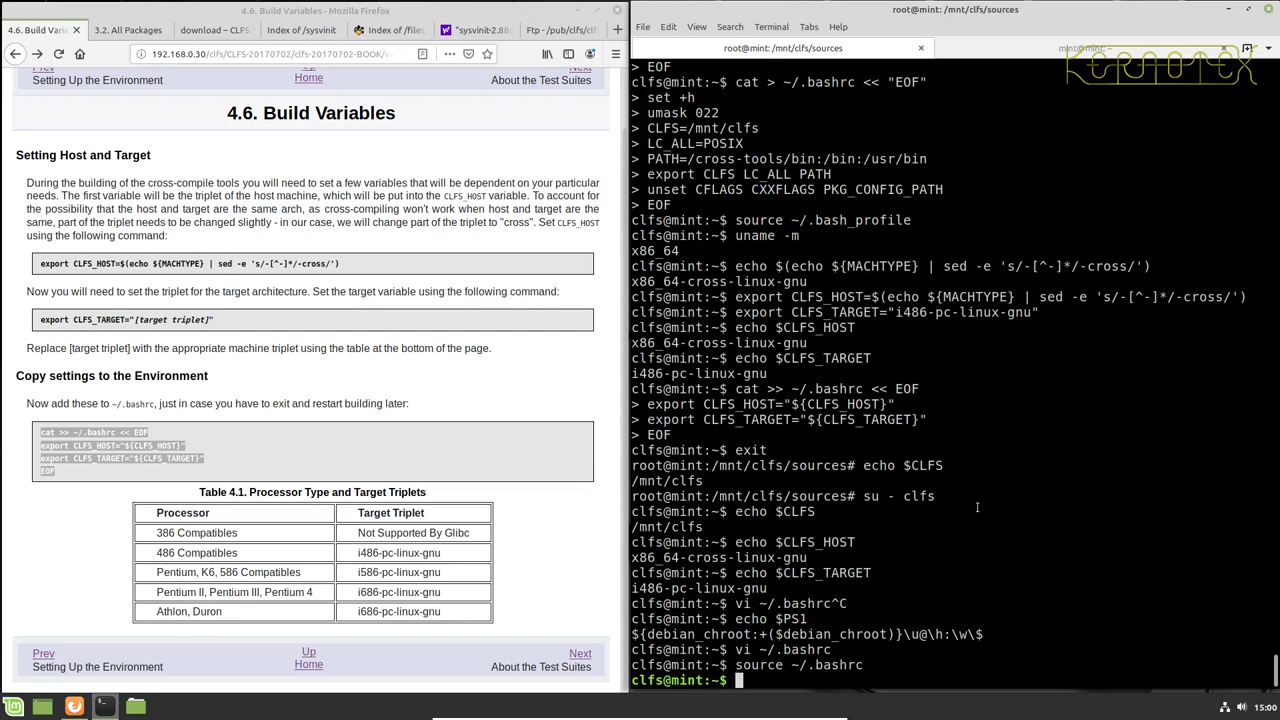 4.6. Build Variables - Mozilla Firefox
4.6. Build Varia
3.2. All Packages
download – CLFS
Index of /sysvinit
Index of /files,
"sysvinit-2.88d
Ftp - /pub/clfs/cl
192.168.0.30/clfs/CLFS-20170702/clfs-20170702-BOOK/
Prev
Up
Next
Setting Up the Environment
Home
About the Test Suites
4.6. Build Variables
Setting Host and Target
During the building of the cross-compile tools you will need to set a few variables that will be dependent on your particular
needs. The first variable will be the triplet of the host machine, which will be put into the CLFS_HOST variable. To account for
the possibility that the host and target are the same arch, as cross-compiling won't work when host and target are the
same, part of the triplet needs to be changed slightly - in our case, we will change part of the triplet to "cross". Set CLFS_HOST
using the following command:
export CLFS_HOST=$(echo ${MACHTYPE} | sed -e 's/-[^-]*/-cross/')
Now you will need to set the triplet for the target architecture. Set the target variable using the following command:
export CLFS_TARGET="[target triplet]"
Replace [target triplet] with the appropriate machine triplet using the table at the bottom of the page.
Copy settings to the Environment
Now add these to ~/.bashrc, just in case you have to exit and restart building later:
cat >> ~/.bashrc << EOF
export CLFS_HOST="${CLFS_HOST}"
export CLFS_TARGET="${CLFS_TARGET}"
EOF
Table 4.1. Processor Type and Target Triplets
Processor Target Triplet
386 Compatibles Not Supported By Glibc
486 Compatibles i486-pc-linux-gnu
Pentium, K6, 586 Compatibles i586-pc-linux-gnu
Pentium II, Pentium III, Pentium 4 i686-pc-linux-gnu
Athlon, Duron i686-pc-linux-gnu
Prev
Up
Next
Setting Up the Environment
Home
About the Test Suites
root@mint: /mnt/clfs/sources
File Edit View Search Terminal Tabs Help
root@mint: /mnt/clfs/sources
root@mint: ~
> EOF
clfs@mint:~$ cat > ~/.bashrc << "EOF"
> set +h
> umask 022
> CLFS=/mnt/clfs
> LC_ALL=POSIX
> PATH=/cross-tools/bin:/bin:/usr/bin
> export CLFS LC_ALL PATH
> unset CFLAGS CXXFLAGS PKG_CONFIG_PATH
> EOF
clfs@mint:~$ source ~/.bash_profile
clfs@mint:~$ uname -m
x86_64
clfs@mint:~$ echo $(echo ${MACHTYPE} | sed -e 's/-[^-]*/-cross/')
x86_64-cross-linux-gnu
clfs@mint:~$ export CLFS_HOST=$(echo ${MACHTYPE} | sed -e 's/-[^-]*/-cross/')
clfs@mint:~$ export CLFS_TARGET="i486-pc-linux-gnu"
clfs@mint:~$ echo $CLFS_HOST
x86_64-cross-linux-gnu
clfs@mint:~$ echo $CLFS_TARGET
i486-pc-linux-gnu
clfs@mint:~$ cat >> ~/.bashrc << EOF
> export CLFS_HOST="${CLFS_HOST}"
> export CLFS_TARGET="${CLFS_TARGET}"
> EOF
clfs@mint:~$ exit
root@mint:/mnt/clfs/sources# echo $CLFS
/mnt/clfs
root@mint:/mnt/clfs/sources# su - clfs
clfs@mint:~$ echo $CLFS
/mnt/clfs
clfs@mint:~$ echo $CLFS_HOST
x86_64-cross-linux-gnu
clfs@mint:~$ echo $CLFS_TARGET
i486-pc-linux-gnu
clfs@mint:~$ vi ~/.bashrc^C
clfs@mint:~$ echo $PS1
${debian_chroot:+($debian_chroot)}\u@\h:\w\$
clfs@mint:~$ vi ~/.bashrc
clfs@mint:~$ source ~/.bashrc
clfs@mint:~$
15:00